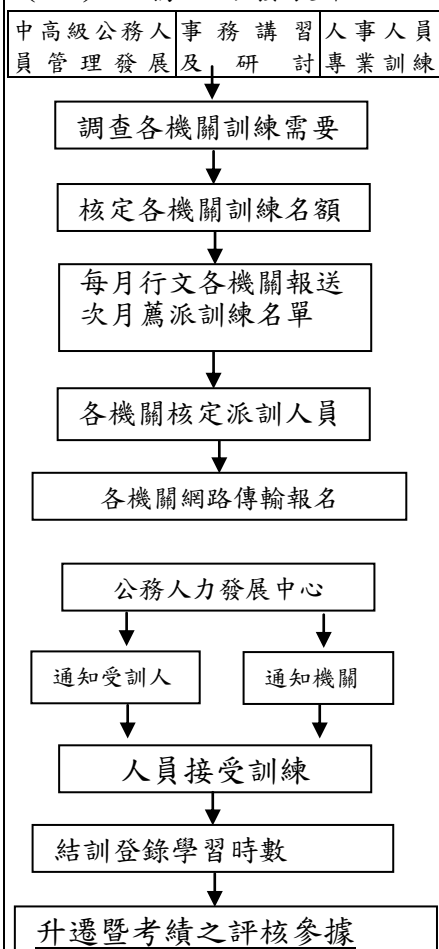 中高級公務人 事務講習 人事人員
員管理發展 及研討 專業訓練
調查各機關訓練需要
核定各機關訓練名額
每月行文各機關報送
次月薦派訓練名單
各機關核定派訓人員
各機關網路傳輸報名
公務人力發展中心
通知受訓人 通知機關
人員接受訓練
結訓登錄學習時數
升遷暨考績之評核參據